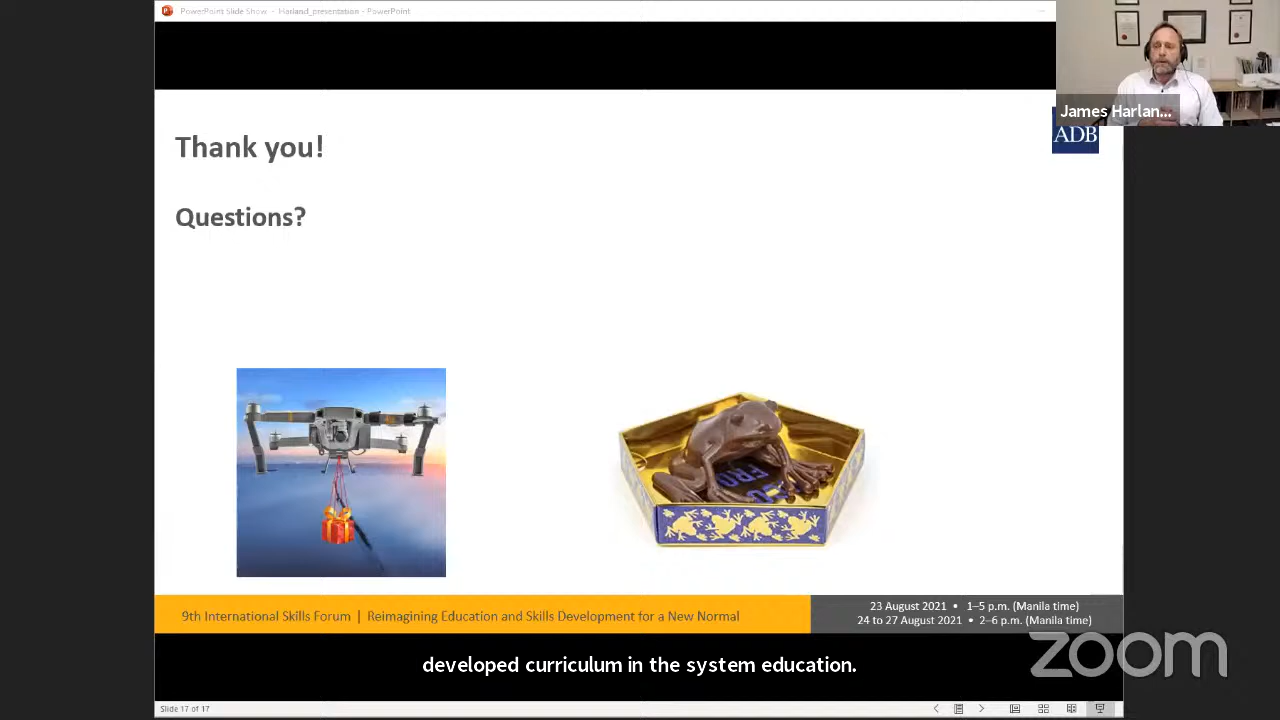 PowerPoint Slide Show - Harland_presentation - PowerPoint
James Harlan...
ADB
Thank you!
Questions?
FRO
9th International Skills Forum | Reimagining Education and Skills Development for a New Normal
23 August 2021 • 1–5 p.m. (Manila time)
24 to 27 August 2021 • 2–6 p.m. (Manila time)
developed curriculum in the system education.
zoom
Slide 17 of 17